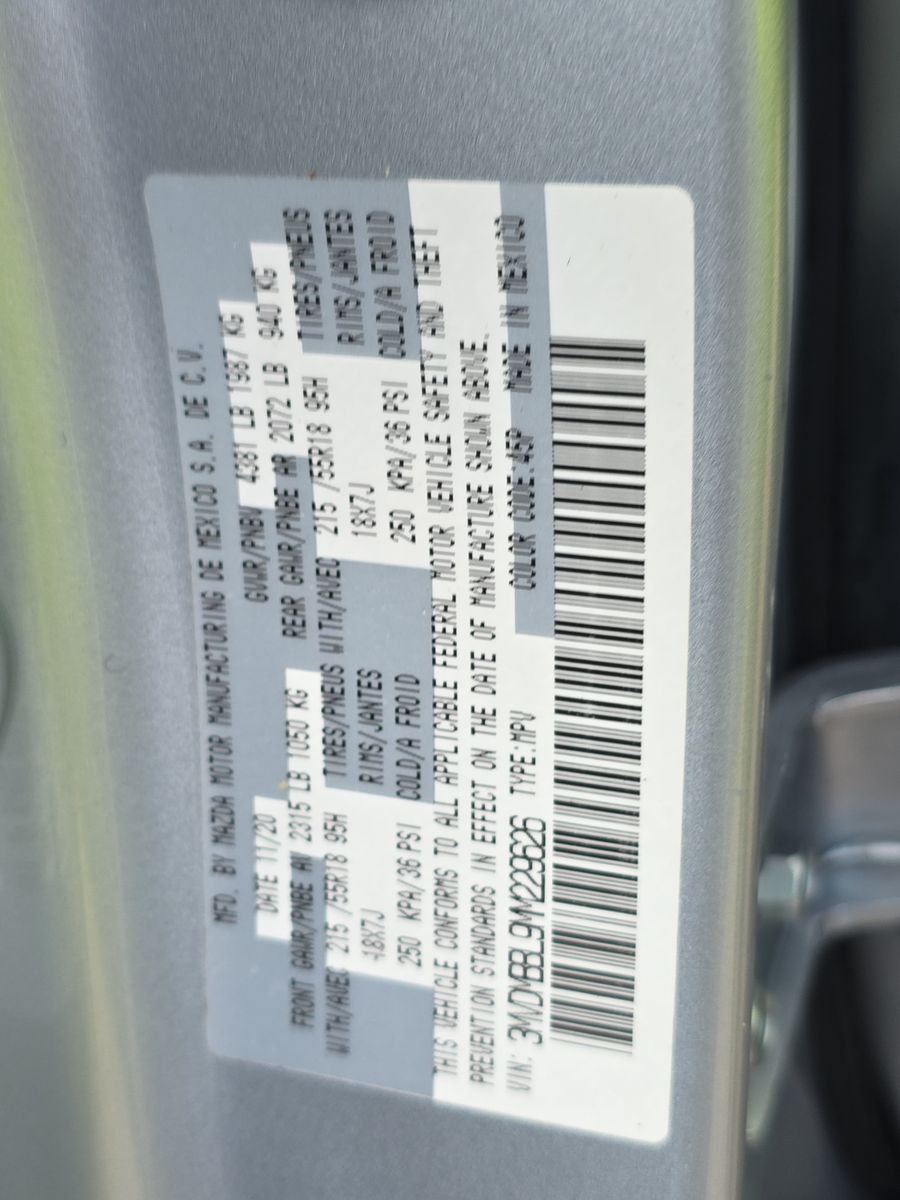 MFD. BY MAZDA MOTOR MANUFACTURING DE MEXICO S.A. DE C.V.
DATE 11/20 GVWR/PNBV 4381 LB 1987 KG
FRONT GAWR/PNBE AV 2315 LB 1050 KG REAR GAWR/PNBE AR 2072 LB 940 KG
WITH/AVEC 215 /55R18 95H TIRES/PNEUS WITH/AVEC 215 /55R18 95H TIRES/PNEUS
18X7J RIMS/JANTES 18X7J RIMS/JANTES
250 KPA/36 PSI COLD/A FROID 250 KPA/36 PSI COLD/A FROID
THIS VEHICLE CONFORMS TO ALL APPLICABLE FEDERAL MOTOR VEHICLE SAFETY AND THEFT
PREVENTION STANDARDS IN EFFECT ON THE DATE OF MANUFACTURE SHOWN ABOVE.
VIN: TYPE:MPV COLOR CODE:45P MADE IN MEXICO